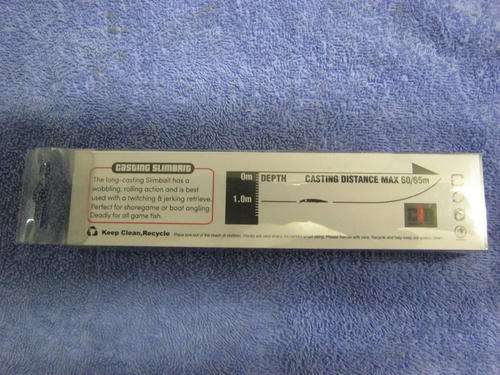 CASTING SLIMBAIT
The long-casting Slimbait has a
wobbling, rolling action and is best
used with a twitching & jerking retrieve.
Perfect for shoregame or boat angling.
Deadly for all game fish.
0m DEPTH CASTING DISTANCE MAX 60/65m
1.0m
Keep Clean,Recycle